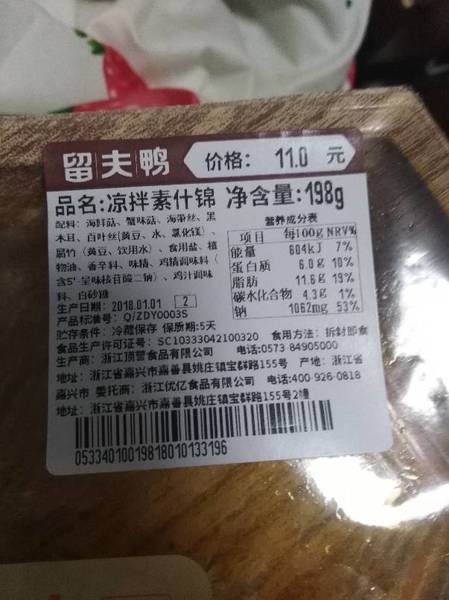 留夫鸭
价格: 11.0 元
品名:凉拌素什锦 净含量:198g
配料: 海鲜菇、蟹味菇、海带丝、黑
木耳、百叶丝(黄豆、水、氯化镁)、
腐竹(黄豆、饮用水)、食用盐、植
物油、香辛料、味精、鸡精调味料(
含5'-呈味核苷酸二钠)、鸡汁调味
料、白砂糖
营养成分表
项目 每100g NRV%
能量 604kJ 7%
蛋白质 6.0g 10%
脂肪 11.6g 19%
碳水化合物 4.3g 1%
钠 1062mg 53%
生产日期: 2018.01.01 2
产品标准号: Q/ZDY0003S
贮存条件: 冷藏保存 保质期:5天
食品生产许可证号: SC10333042100320 食用方法: 拆封即食
生产商: 浙江顶誉食品有限公司 电话:0573-84905000
地址: 浙江省嘉兴市嘉善县姚庄镇宝群路155号 产地: 浙江省
嘉兴市 委托商: 浙江优亿食品有限公司 电话:400-926-0818
地址: 浙江省嘉兴市嘉善县姚庄镇宝群路155号2幢
05334010019818010133196